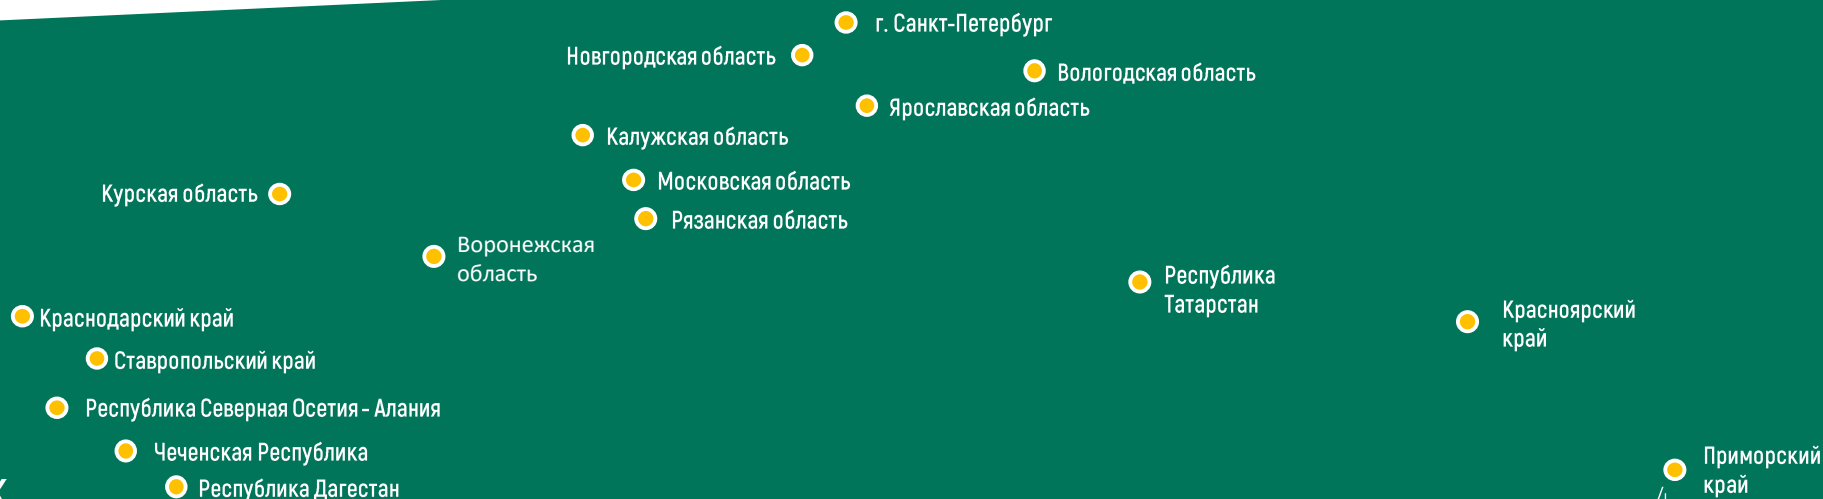 г. Санкт-Петербург
Новгородская область
Вологодская область
Ярославская область
Калужская область
Московская область
Курская область
Рязанская область
Воронежская
область
Республика
Татарстан
Красноярский
край
Краснодарский край
Ставропольский край
Республика Северная Осетия - Алания
Чеченская Республика
Приморский
край
Республика Дагестан